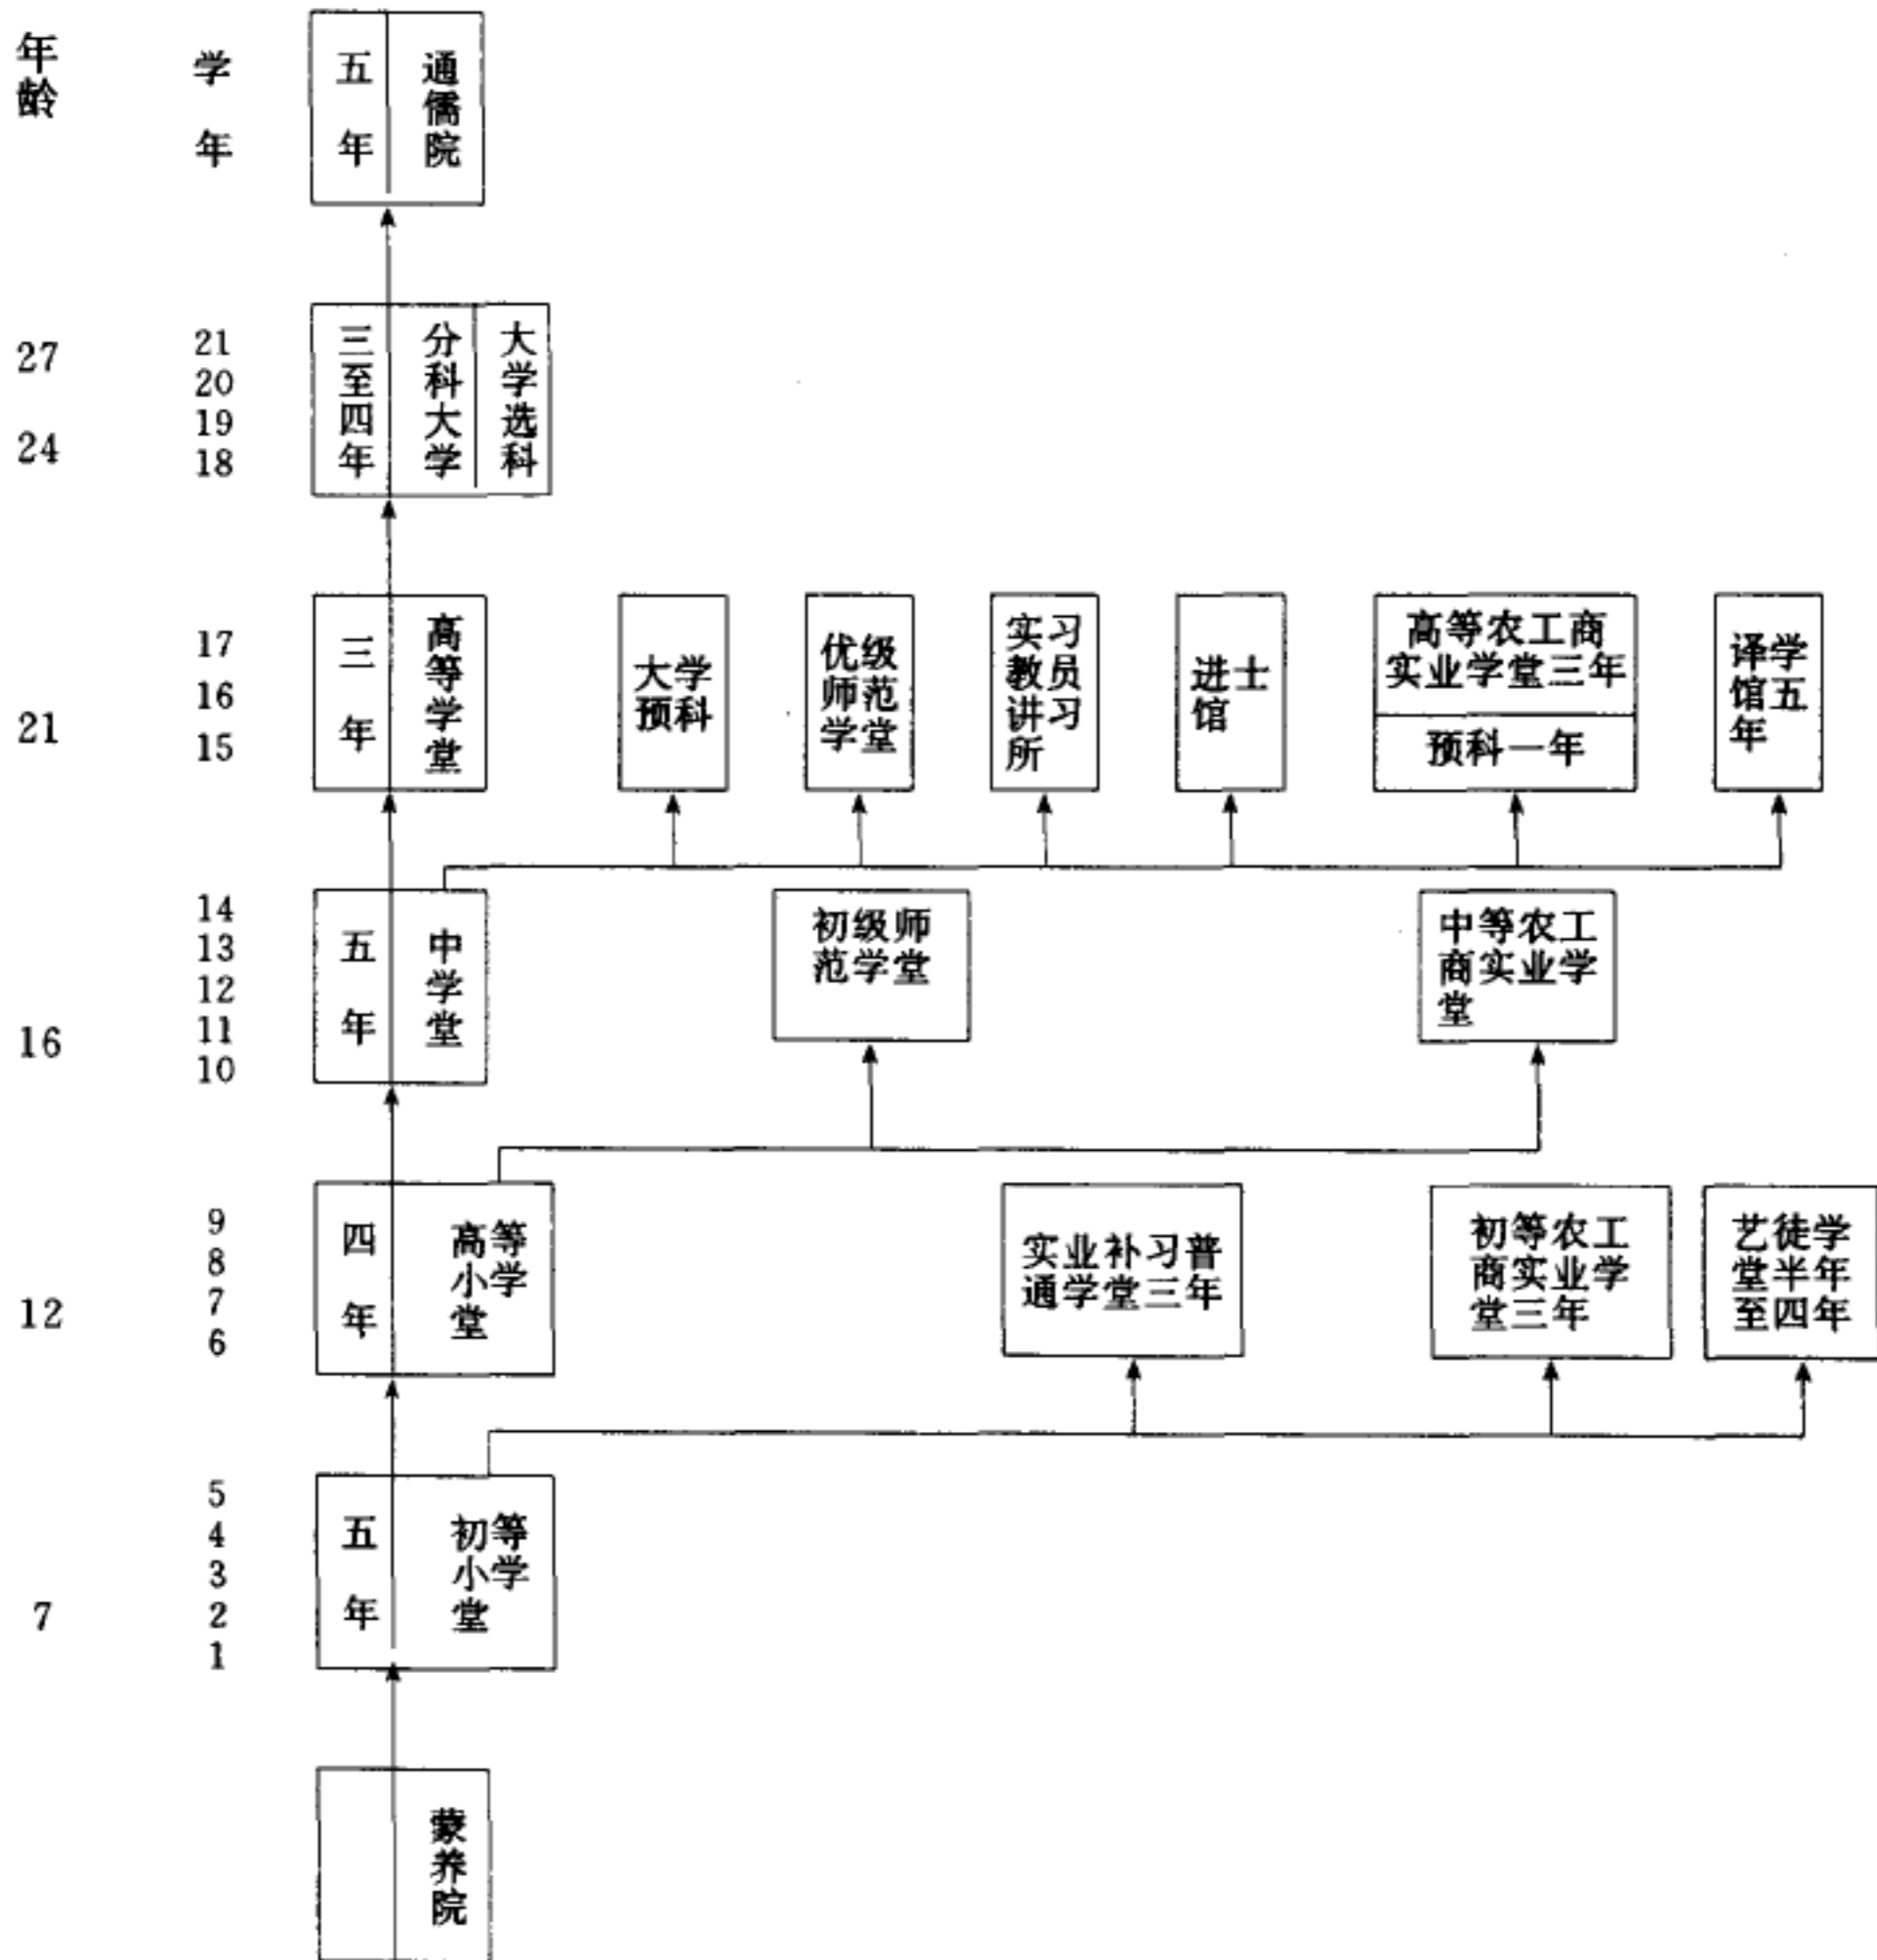 年龄
学年
五年
通儒院
27
24
21
20
19
18
三至四年
分科大学
大学选科
21
17
16
15
三年
高等学堂
大学
预科
优级
师范
学堂
实习
教员
讲习
所
进士
馆
高等农工商
实业学堂三年
预科一年
译学
馆五
年
16
14
13
12
11
10
五年
中学堂
初级师
范学堂
中等农工
商实业学
堂
12
9
8
7
6
四年
高等
小学
堂
实业补习普
通学堂三年
初等农工
商实业学
堂三年
艺徒学
堂半年
至四年
7
5
4
3
2
1
五年
初等
小学
堂
蒙养院